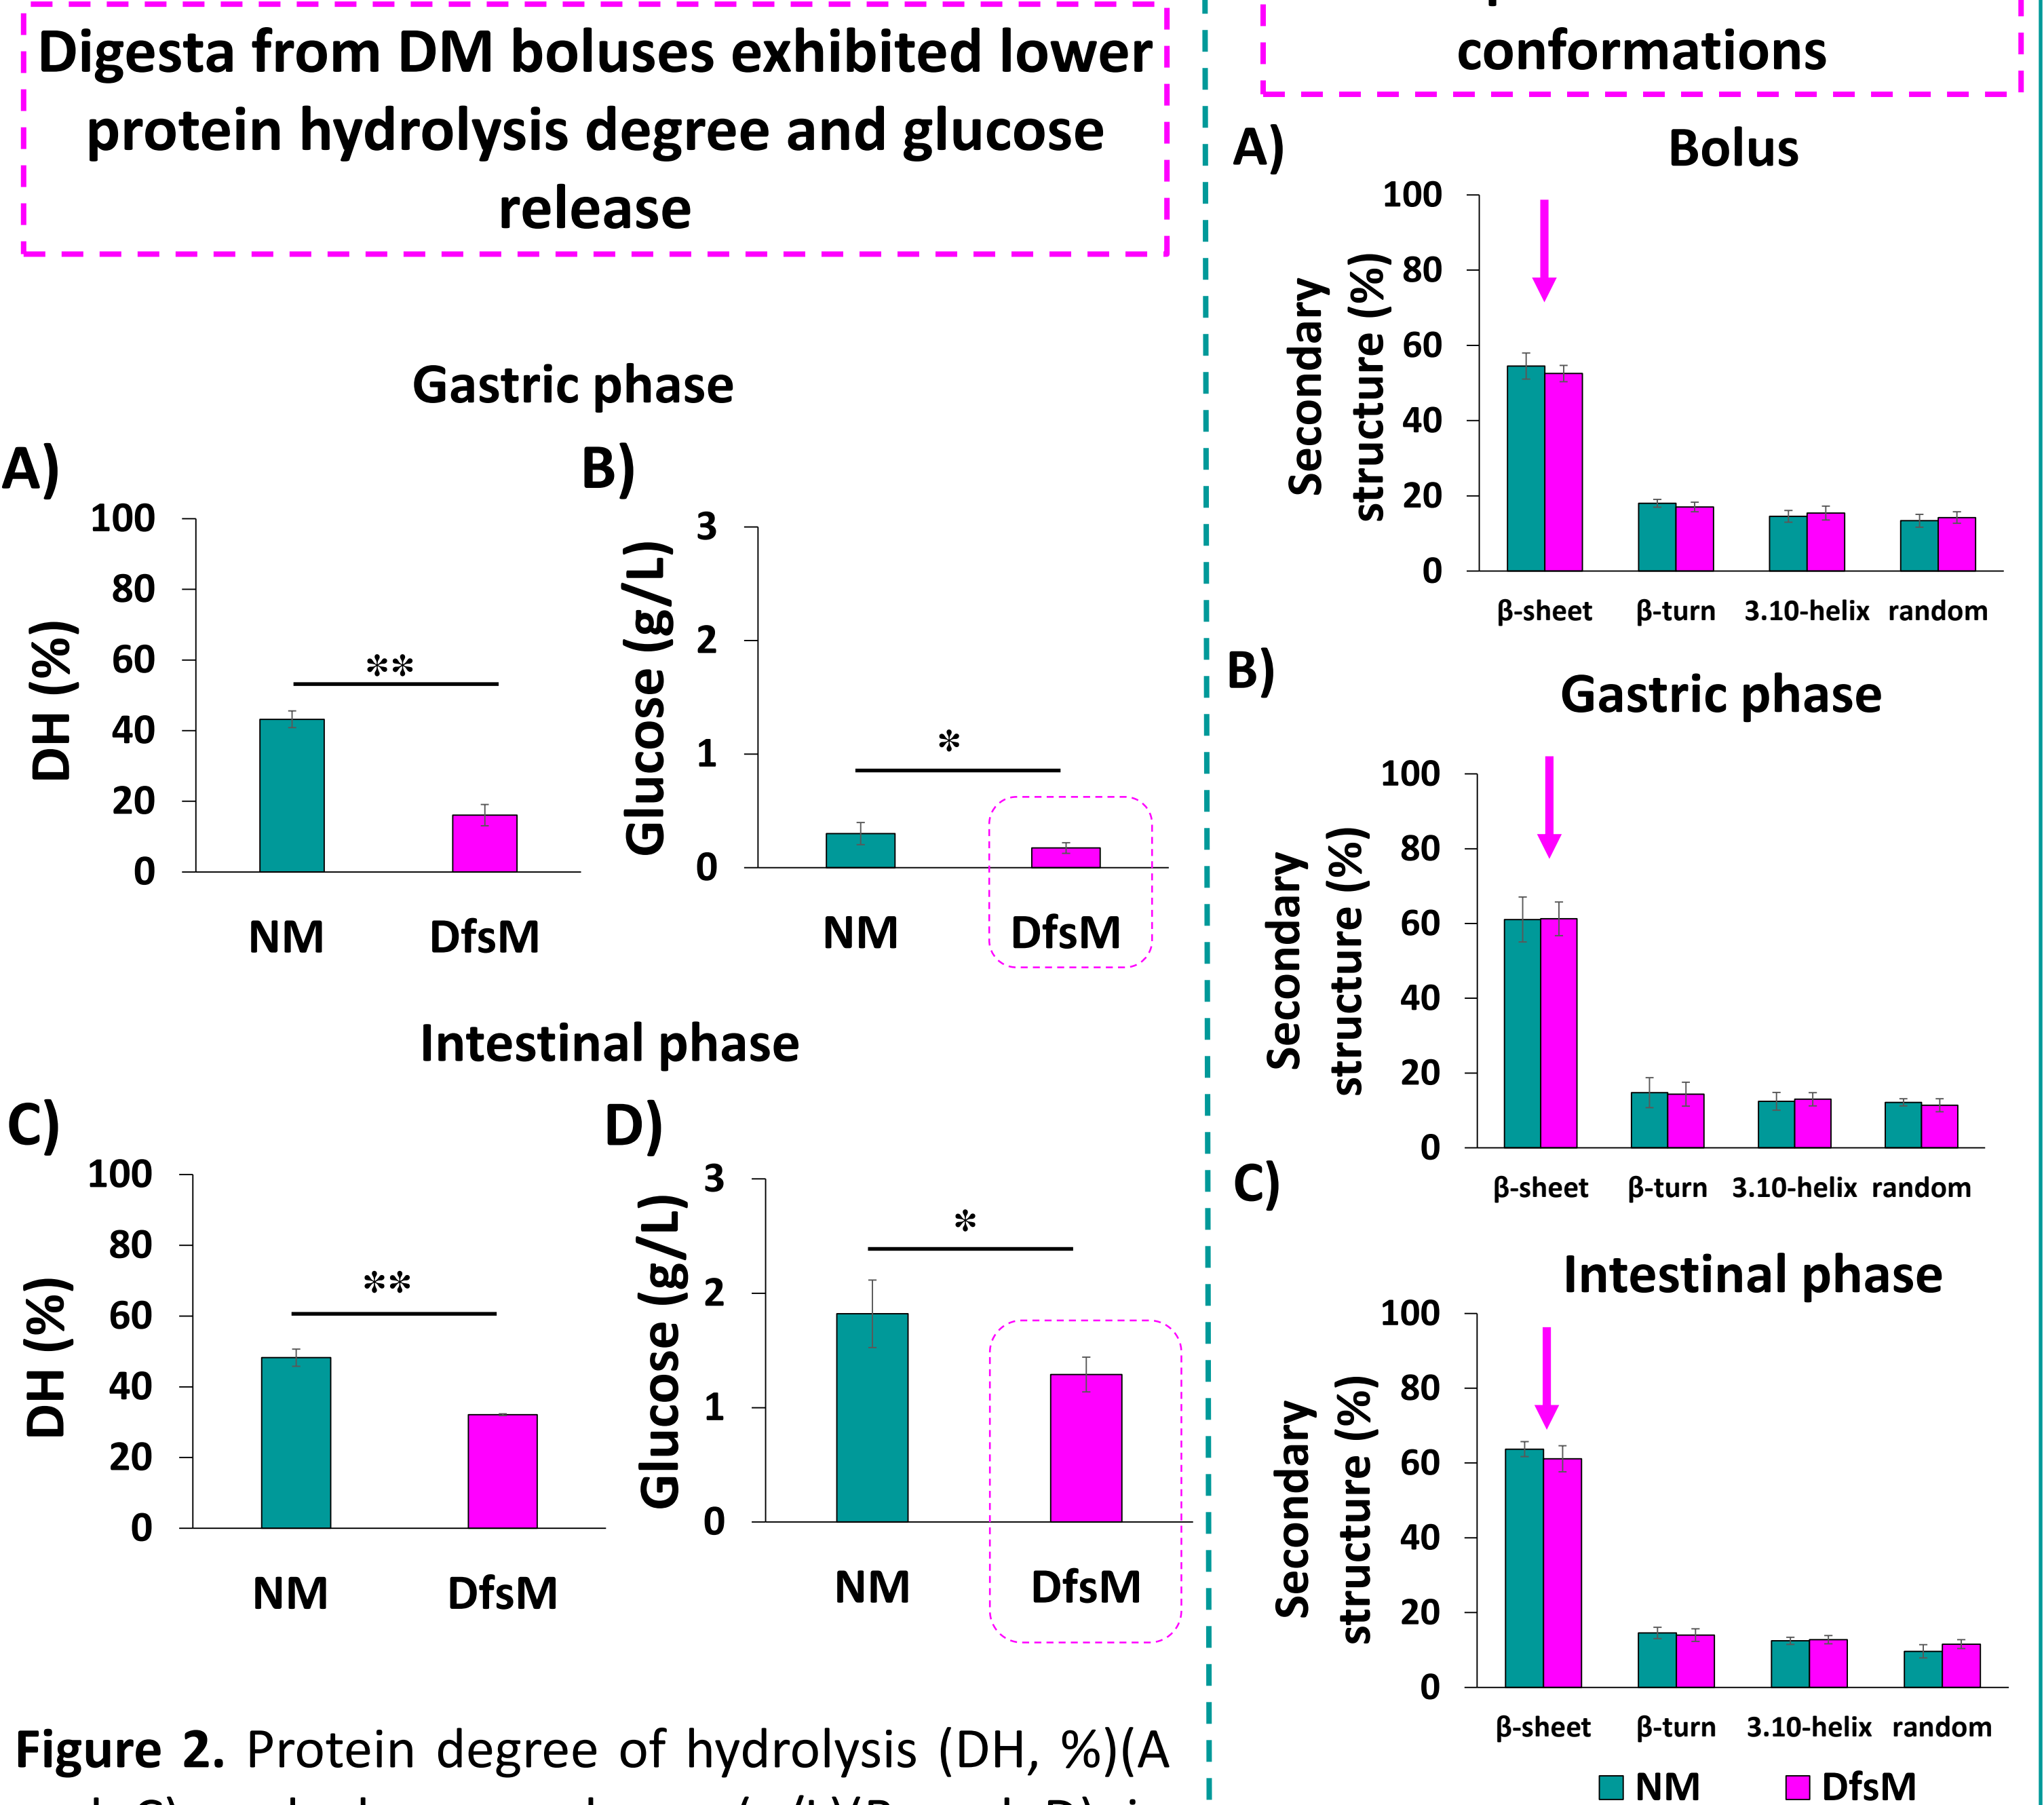 Digesta from DM boluses exhibited lower
protein hydrolysis degree and glucose
release
Gastric phase
A)
100
80
60
40
20
0
DH (%)
**
NM
DfsM
B)
3
2
1
0
Glucose (g/L)
*
NM
DfsM
Intestinal phase
C)
100
80
60
40
20
0
DH (%)
**
NM
DfsM
D)
3
2
1
0
Glucose (g/L)
*
NM
DfsM
Figure 2. Protein degree of hydrolysis (DH, %)(A
conformations
A)
Bolus
Secondary
structure (%)
100
80
60
40
20
0
β-sheet
β-turn
3.10-helix
random
B)
Gastric phase
Secondary
structure (%)
100
80
60
40
20
0
β-sheet
β-turn
3.10-helix
random
C)
Intestinal phase
Secondary
structure (%)
100
80
60
40
20
0
β-sheet
β-turn
3.10-helix
random
NM
DfsM